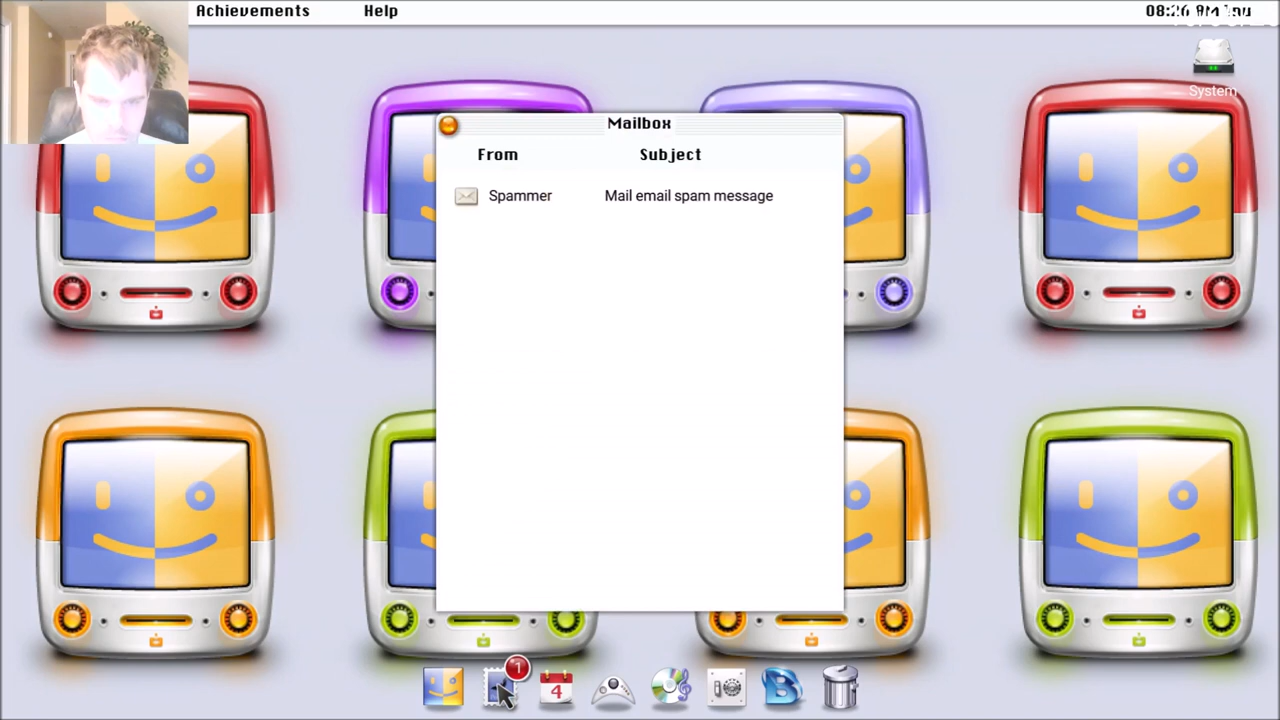 Achievements Help
System
Mailbox
From Subject
Spammer Mail email spam message
1
4